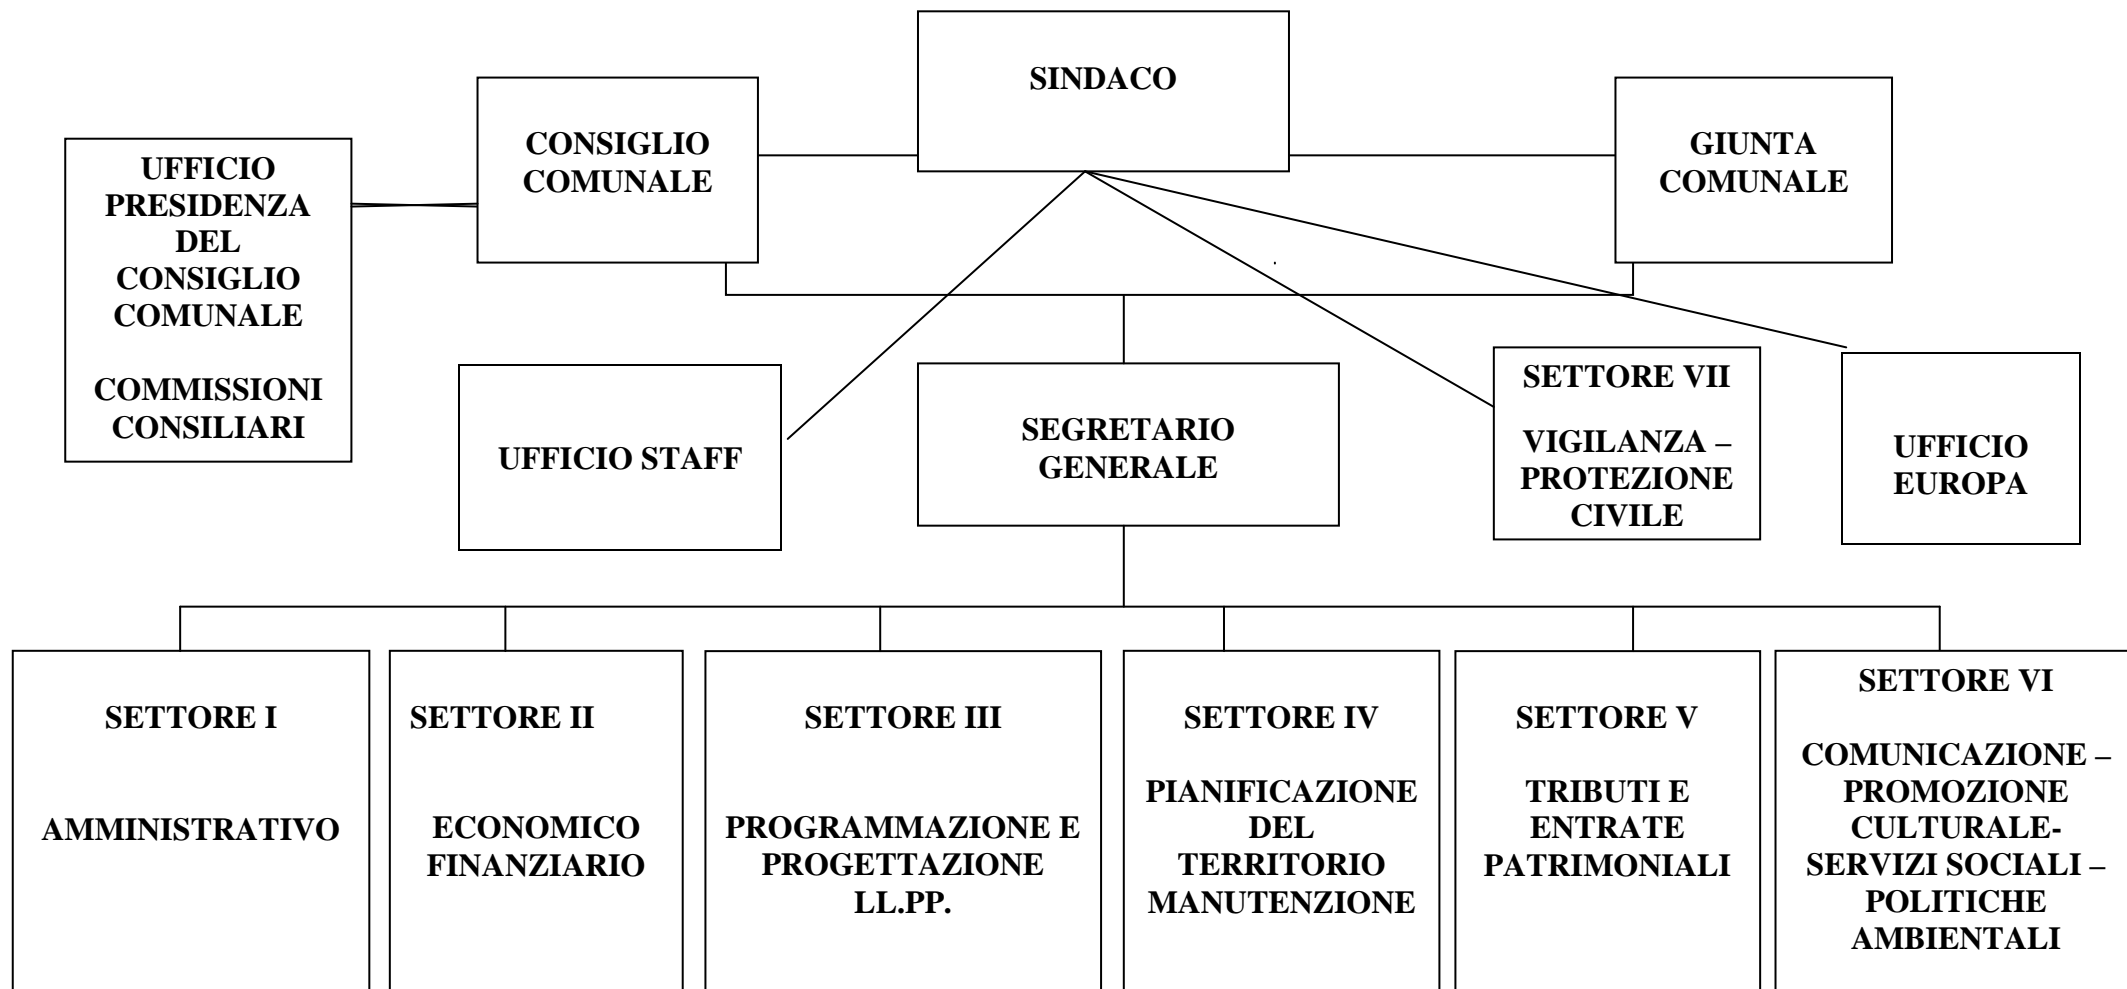 SINDACO
CONSIGLIO
COMUNALE
GIUNTA
COMUNALE
UFFICIO
PRESIDENZA
DEL
CONSIGLIO
COMUNALE
COMMISSIONI
CONSILIARI
UFFICIO STAFF
SEGRETARIO
GENERALE
SETTORE VII
VIGILANZA –
PROTEZIONE
CIVILE
UFFICIO
EUROPA
SETTORE I
AMMINISTRATIVO
SETTORE II
ECONOMICO
FINANZIARIO
SETTORE III
PROGRAMMAZIONE E
PROGETTAZIONE
LL.PP.
SETTORE IV
PIANIFICAZIONE
DEL
TERRITORIO
MANUTENZIONE
SETTORE V
TRIBUTI E
ENTRATE
PATRIMONIALI
SETTORE VI
COMUNICAZIONE –
PROMOZIONE
CULTURALE-
SERVIZI SOCIALI –
POLITICHE
AMBIENTALI